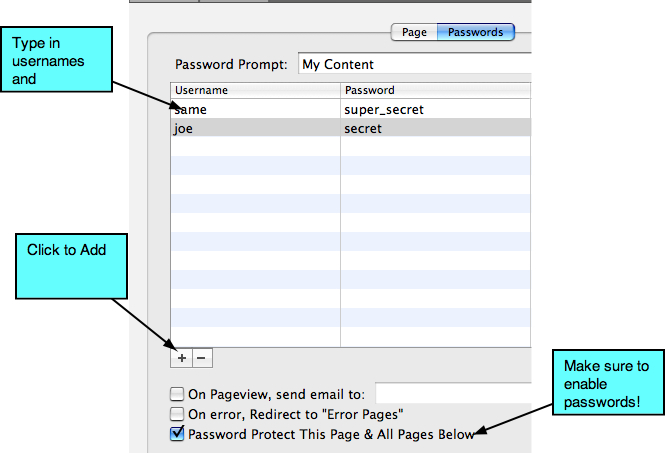 Page Passwords
Type in
usernames
and
Password Prompt: My Content
Username Password
same super_secret
joe secret
Click to Add
+ −
On Pageview, send email to:
On error, Redirect to "Error Pages"
Password Protect This Page & All Pages Below
Make sure to
enable
passwords!